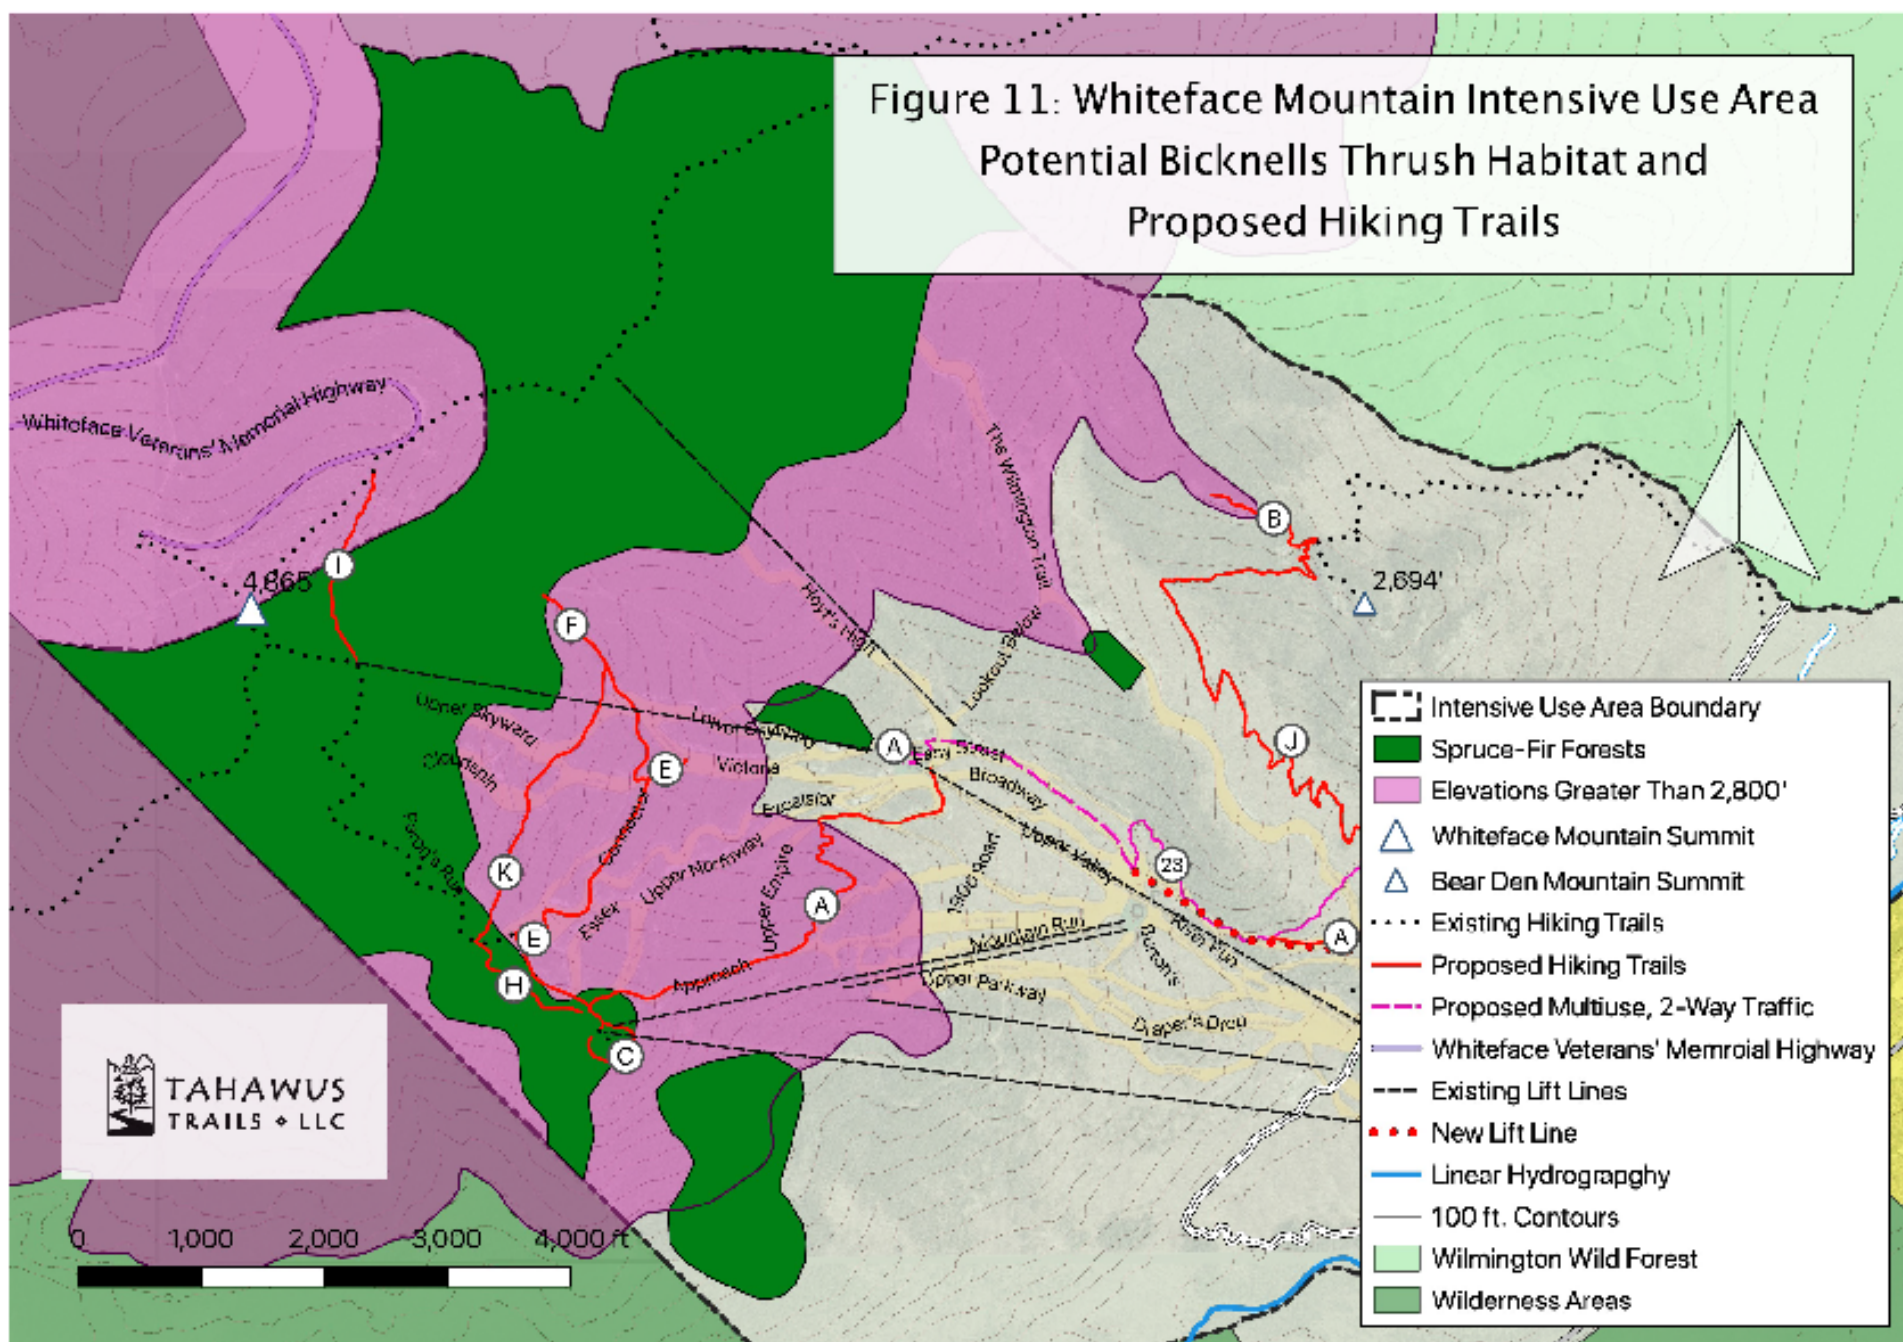 Figure 11: Whiteface Mountain Intensive Use Area
Potential Bicknells Thrush Habitat and
Proposed Hiking Trails
Whiteface Veterans' Memorial Highway
The Wilmington Trail
B
2,694'
I
4,865
F
Hoyt's High
Lookout Below
Upper Skyward
Lower Skyward
A
Easy Street
J
Cloudspin
E
Victoria
Broadway
Excelsior
Connector
Upper Valley
Parron's Run
K
Upper Northway
Upper Empire
1900 Road
23
A
Essex
E
Mountain Run
River Run
A
Burton's
H
Approach
Upper Parkway
Draper's Drop
C
Intensive Use Area Boundary
Spruce-Fir Forests
Elevations Greater Than 2,800'
Whiteface Mountain Summit
Bear Den Mountain Summit
Existing Hiking Trails
Proposed Hiking Trails
Proposed Multiuse, 2-Way Traffic
Whiteface Veterans' Memroial Highway
Existing Lift Lines
New Lift Line
Linear Hydrograpghy
100 ft. Contours
Wilmington Wild Forest
Wilderness Areas
TAHAWUS
TRAILS ⋄ LLC
0 1,000 2,000 3,000 4,000 ft